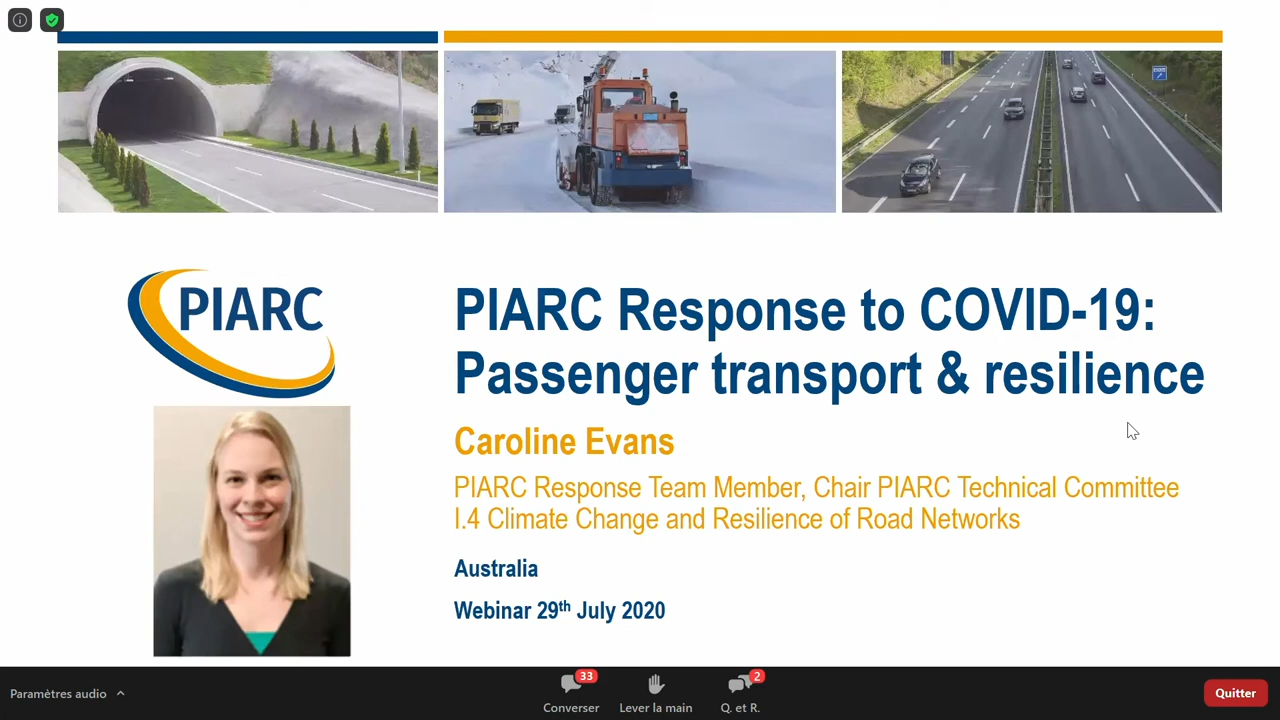 PIARC
PIARC Response to COVID-19:
Passenger transport & resilience
Caroline Evans
PIARC Response Team Member, Chair PIARC Technical Committee
I.4 Climate Change and Resilience of Road Networks
Australia
Webinar 29th July 2020
Paramètres audio
33
Converser
Lever la main
2
Q. et R.
Quitter